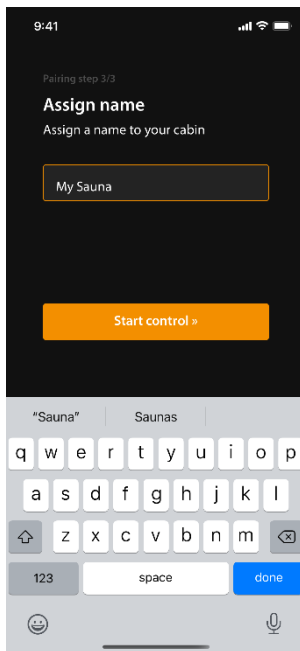 9:41
Pairing step 3/3
Assign name
Assign a name to your cabin
My Sauna
Start control »
“Sauna” Saunas
q w e r t y u i o p
a s d f g h j k l
z x c v b n m
123 space done